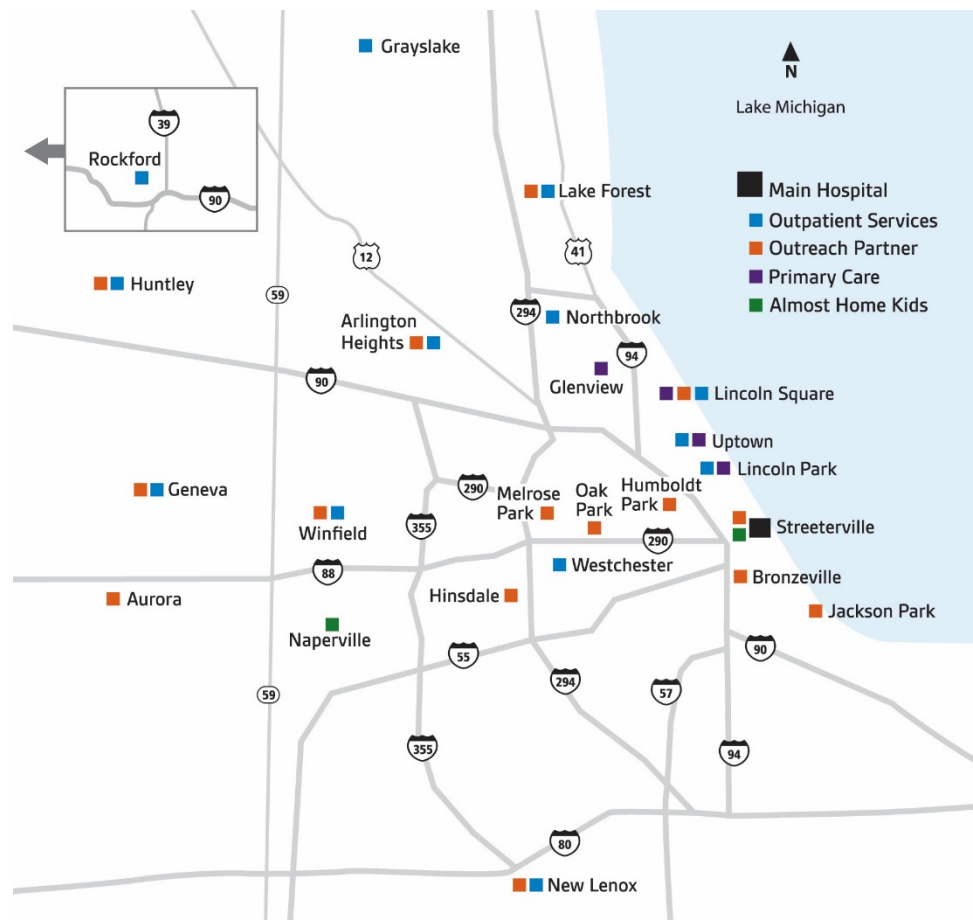 Grayslake
N
Lake Michigan
39
Rockford
90
Main Hospital
Outpatient Services
Outreach Partner
Primary Care
Almost Home Kids
Lake Forest
12
41
Huntley
59
294
Northbrook
Arlington
Heights
94
90
Glenview
Lincoln Square
Uptown
Lincoln Park
Geneva
290
Melrose
Park
Oak
Park
Humboldt
Park
Winfield
355
Streeterville
290
88
Westchester
Bronzeville
Aurora
Hinsdale
Jackson Park
Naperville
55
90
59
294
57
355
94
80
New Lenox